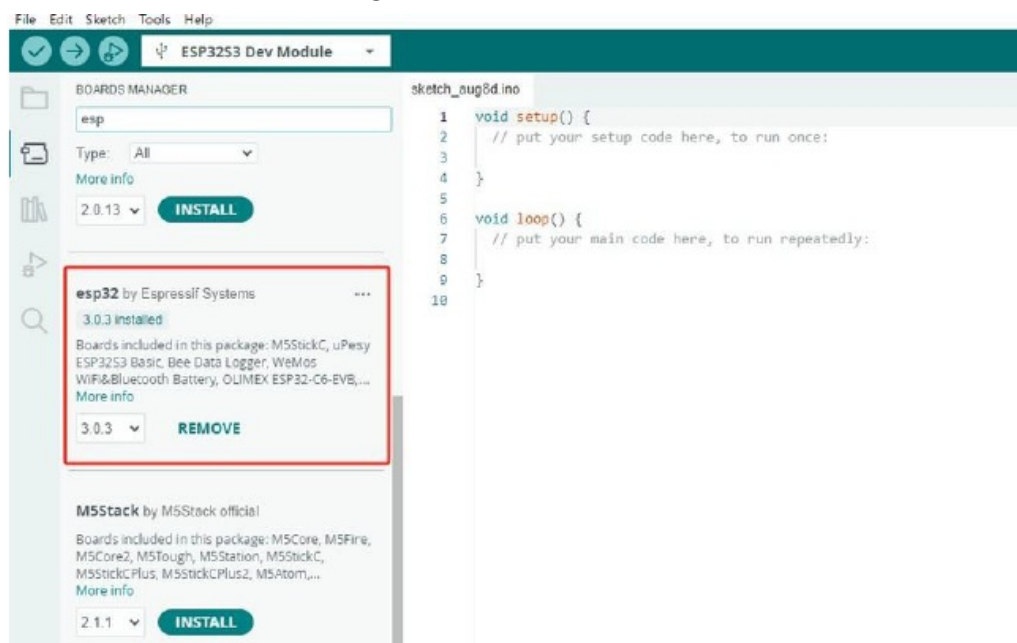 File Edit Sketch Tools Help
ESP32S3 Dev Module
BOARDS MANAGER
esp
Type: All
More info
2.0.13 INSTALL
esp32 by Espressif Systems ...
3.0.3 installed
Boards included in this package: M5StickC, uPesy
ESP32S3 Basic, Bee Data Logger, WeMos
WiFi&Bluetooth Battery, OLIMEX ESP32-C6-EVB,...
More info
3.0.3 REMOVE
M5Stack by M5Stack official
Boards included in this package: M5Core, M5Fire,
M5Core2, M5Tough, M5Station, M5StickC,
M5StickCPlus, M5StickCPlus2, M5Atom,...
More info
2.1.1 INSTALL
sketch_aug8d.ino
1 void setup() {
2 // put your setup code here, to run once:
3
4 }
5
6 void loop() {
7 // put your main code here, to run repeatedly:
8
9 }
10